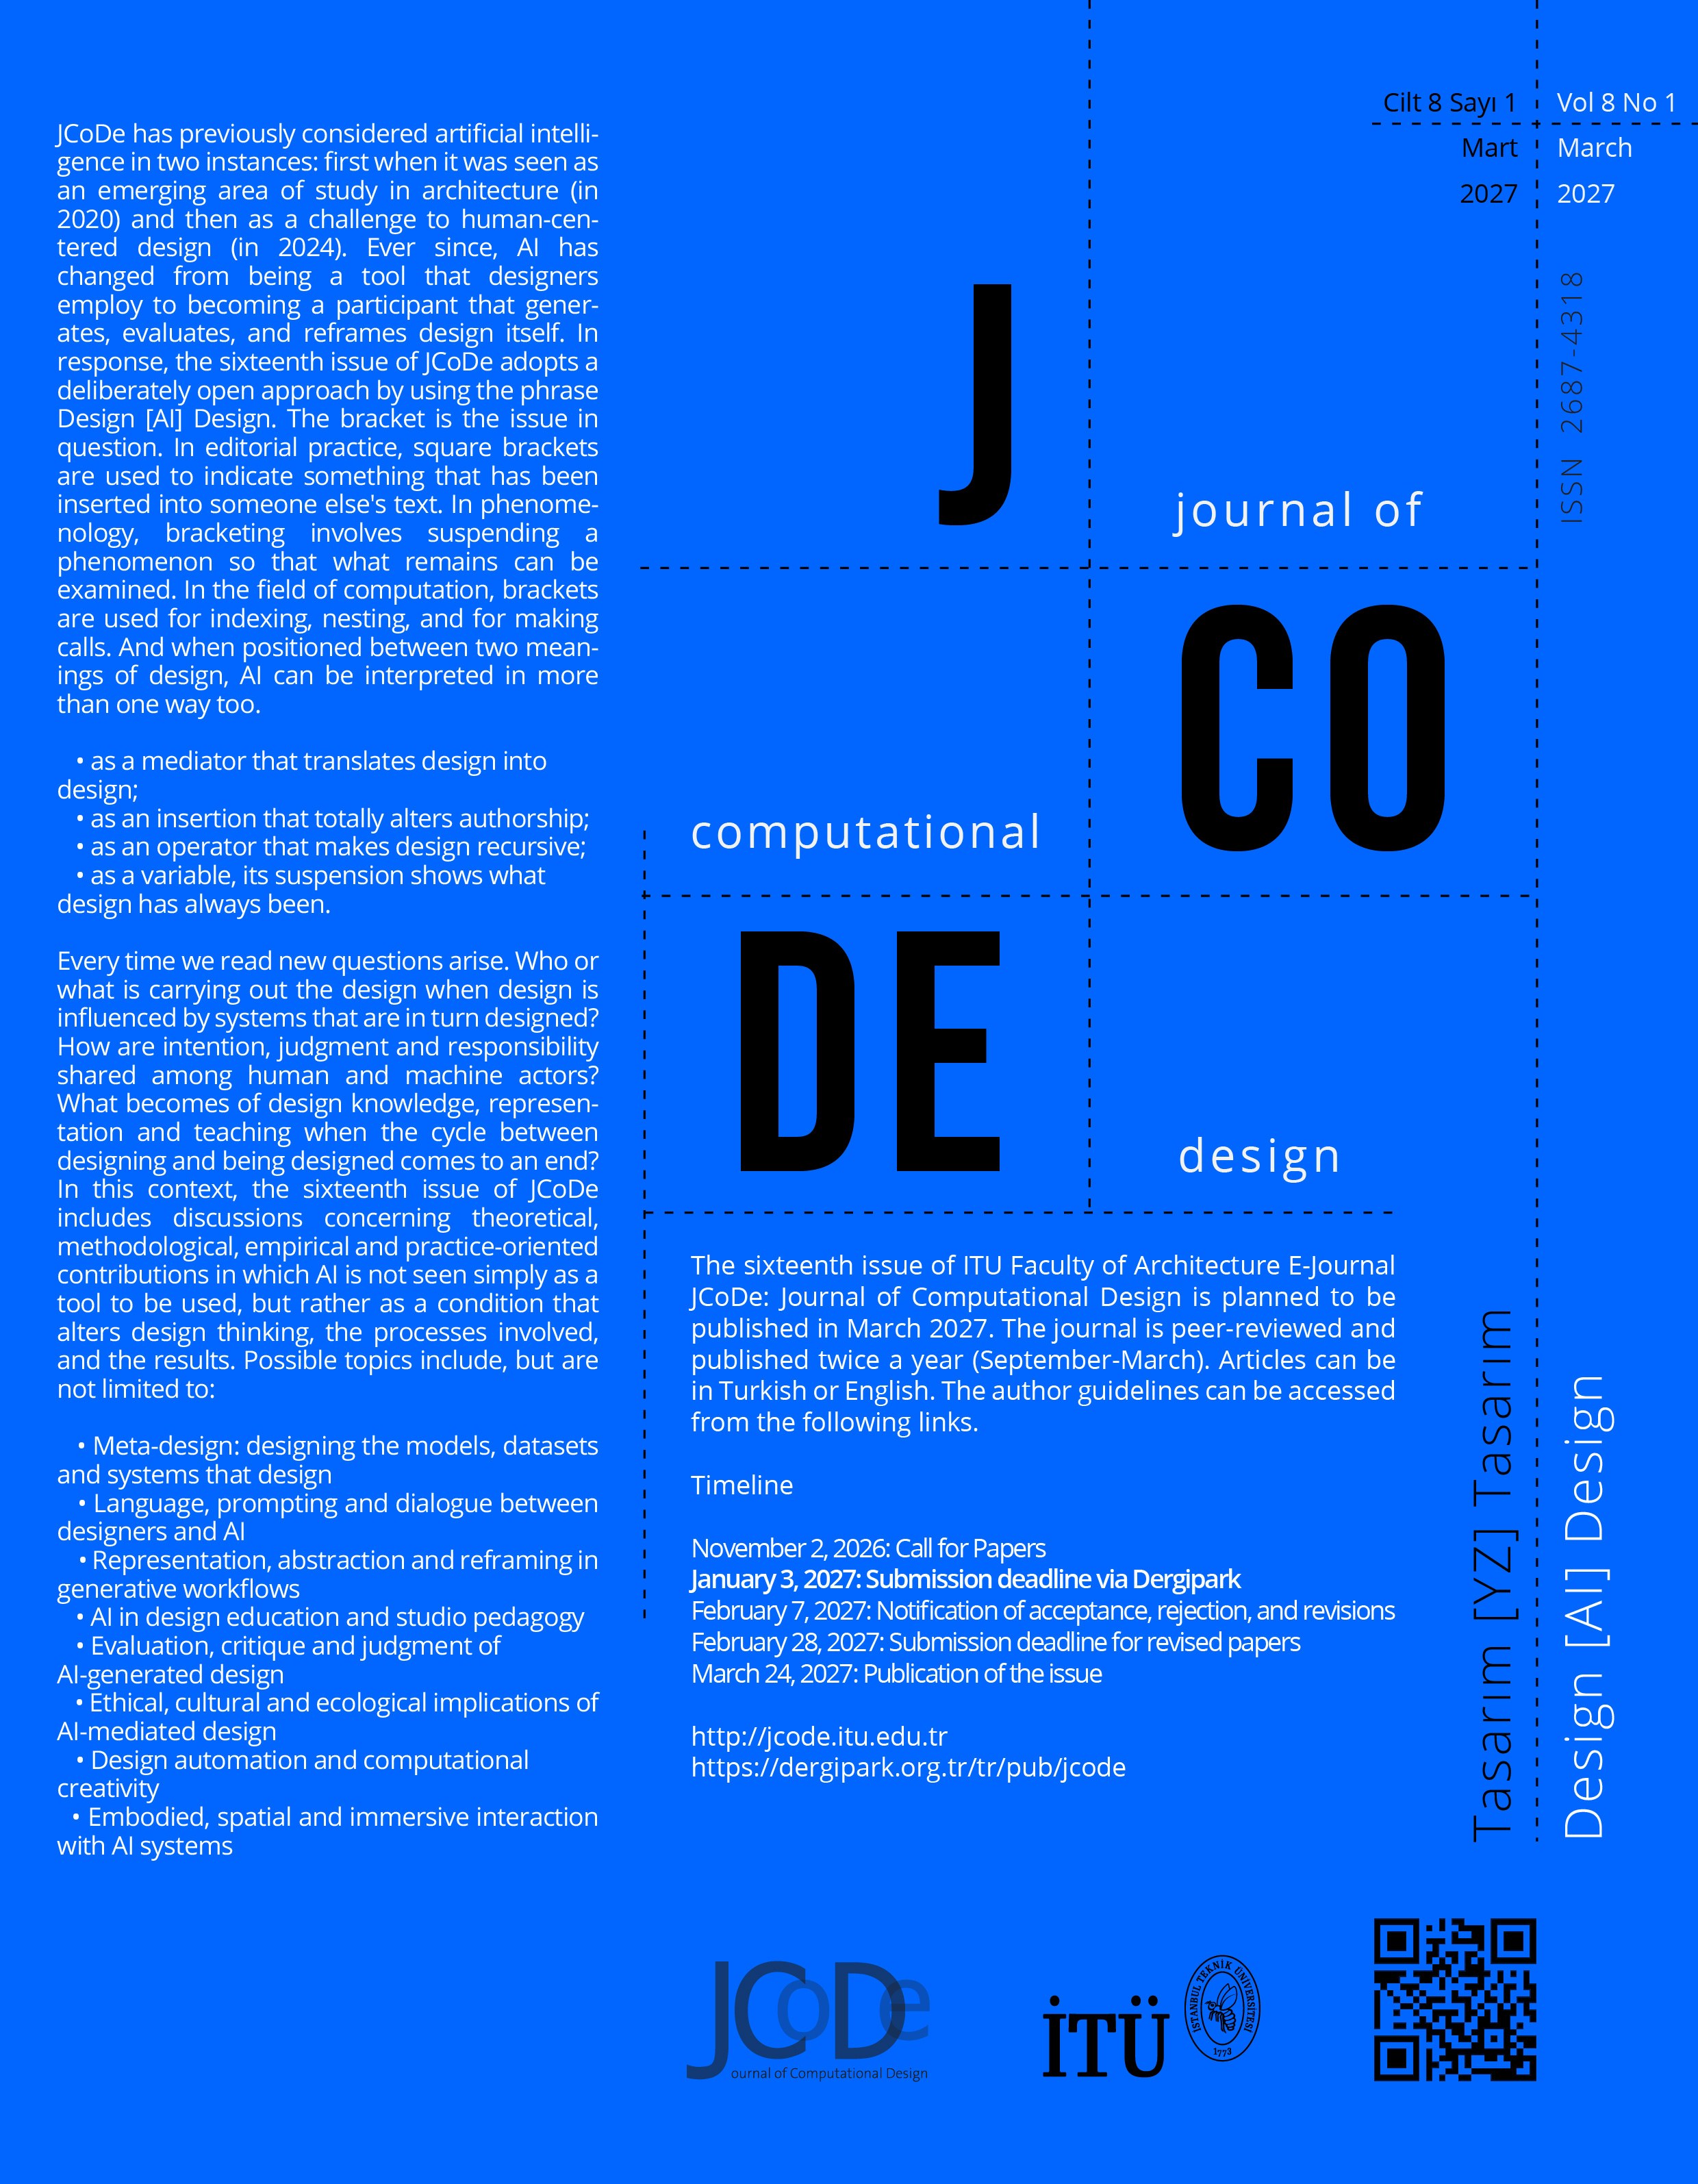 Cilt 8 Sayı 1
Vol 8 No 1
Mart
March
2027
2027
ISSN 2687-4318
JCoDe has previously considered artificial intelli-
gence in two instances: first when it was seen as
an emerging area of study in architecture (in
2020) and then as a challenge to human-cen-
tered design (in 2024). Ever since, AI has
changed from being a tool that designers
employ to becoming a participant that gener-
ates, evaluates, and reframes design itself. In
response, the sixteenth issue of JCoDe adopts a
deliberately open approach by using the phrase
Design [AI] Design. The bracket is the issue in
question. In editorial practice, square brackets
are used to indicate something that has been
inserted into someone else's text. In phenome-
nology, bracketing involves suspending a
phenomenon so that what remains can be
examined. In the field of computation, brackets
are used for indexing, nesting, and for making
calls. And when positioned between two mean-
ings of design, AI can be interpreted in more
than one way too.
• as a mediator that translates design into
design;
• as an insertion that totally alters authorship;
• as an operator that makes design recursive;
• as a variable, its suspension shows what
design has always been.
Every time we read new questions arise. Who or
what is carrying out the design when design is
influenced by systems that are in turn designed?
How are intention, judgment and responsibility
shared among human and machine actors?
What becomes of design knowledge, represen-
tation and teaching when the cycle between
designing and being designed comes to an end?
In this context, the sixteenth issue of JCoDe
includes discussions concerning theoretical,
methodological, empirical and practice-oriented
contributions in which AI is not seen simply as a
tool to be used, but rather as a condition that
alters design thinking, the processes involved,
and the results. Possible topics include, but are
not limited to:
• Meta-design: designing the models, datasets
and systems that design
• Language, prompting and dialogue between
designers and AI
• Representation, abstraction and reframing in
generative workflows
• AI in design education and studio pedagogy
• Evaluation, critique and judgment of
AI-generated design
• Ethical, cultural and ecological implications of
AI-mediated design
• Design automation and computational
creativity
• Embodied, spatial and immersive interaction
with AI systems
J
journal of
CO
computational
DE
design
The sixteenth issue of ITU Faculty of Architecture E-Journal
JCoDe: Journal of Computational Design is planned to be
published in March 2027. The journal is peer-reviewed and
published twice a year (September-March). Articles can be
in Turkish or English. The author guidelines can be accessed
from the following links.
Timeline
November 2, 2026: Call for Papers
January 3, 2027: Submission deadline via Dergipark
February 7, 2027: Notification of acceptance, rejection, and revisions
February 28, 2027: Submission deadline for revised papers
March 24, 2027: Publication of the issue
http://jcode.itu.edu.tr
https://dergipark.org.tr/tr/pub/jcode
Tasarım [YZ] Tasarım
Design [AI] Design
JCoDe
ournal of Computational Design
İTÜ
İSTANBUL TEKNİK ÜNİVERSİTESİ
1773